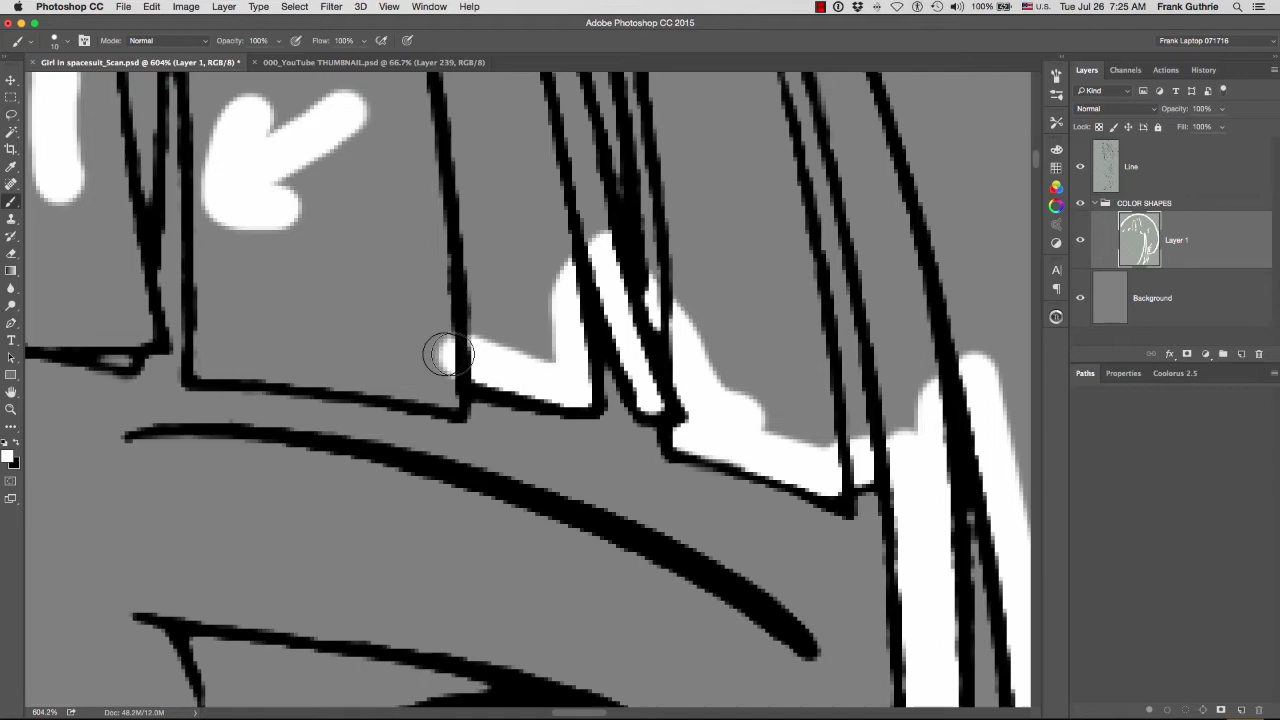 Photoshop CC File Edit Image Layer Type Select Filter 3D View Window Help 100% U.S. Tue Jul 26 7:25 AM Frank Guthrie
Adobe Photoshop CC 2015
10 Mode: Normal Opacity: 100% Flow: 100% Frank Laptop 071716
Girl in spacesuit_Scan.psd @ 604% (Layer 1, RGB/8) * 000_YouTube THUMBNAIL.psd @ 66.7% (Layer 239, RGB/8)
Layers Channels Actions History
Kind
Normal Opacity: 100%
Lock: Fill: 100%
Line
COLOR SHAPES
Layer 1
Background
Paths Coolorus 2.5
604.2% Doc: 48.2M/12.0M